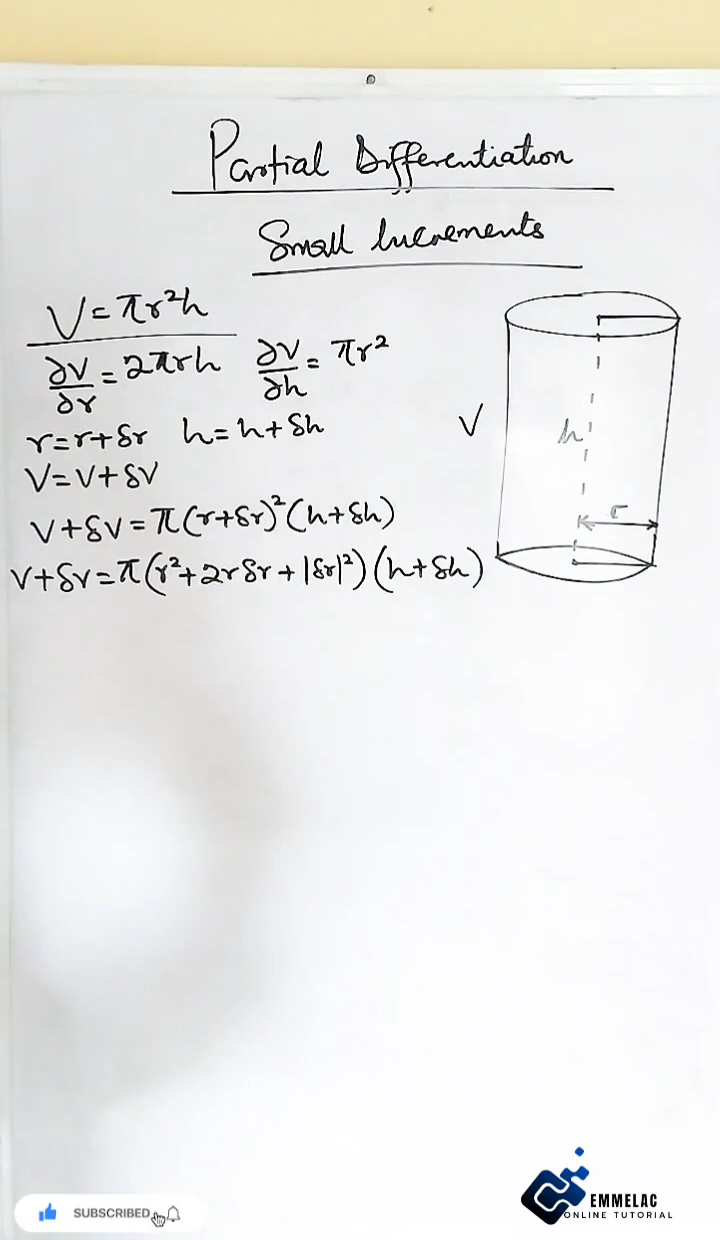 Partial Differentiation
Small Increments
V = πr²h
∂V/∂r = 2πrh ∂V/∂h = πr²
r=r+δr h=h+δh
V=V+δV
V+δV=π(r+δr)²(h+δh)
V+δV=π(r²+2rδr+|δr|²)(h+δh)
V
h
r
SUBSCRIBED
EMMELAC
ONLINE TUTORIAL